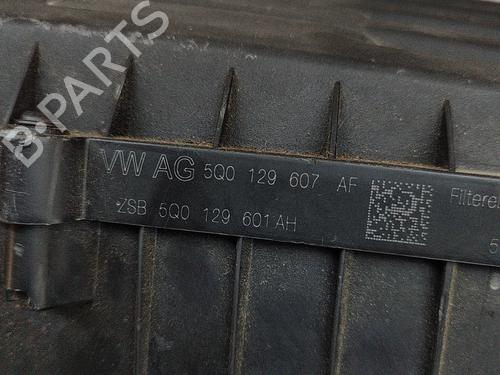 B-PARTS
VW AG 5Q0 129 607 AF
ZSB 5Q0 129 601 AH
Filtere
5